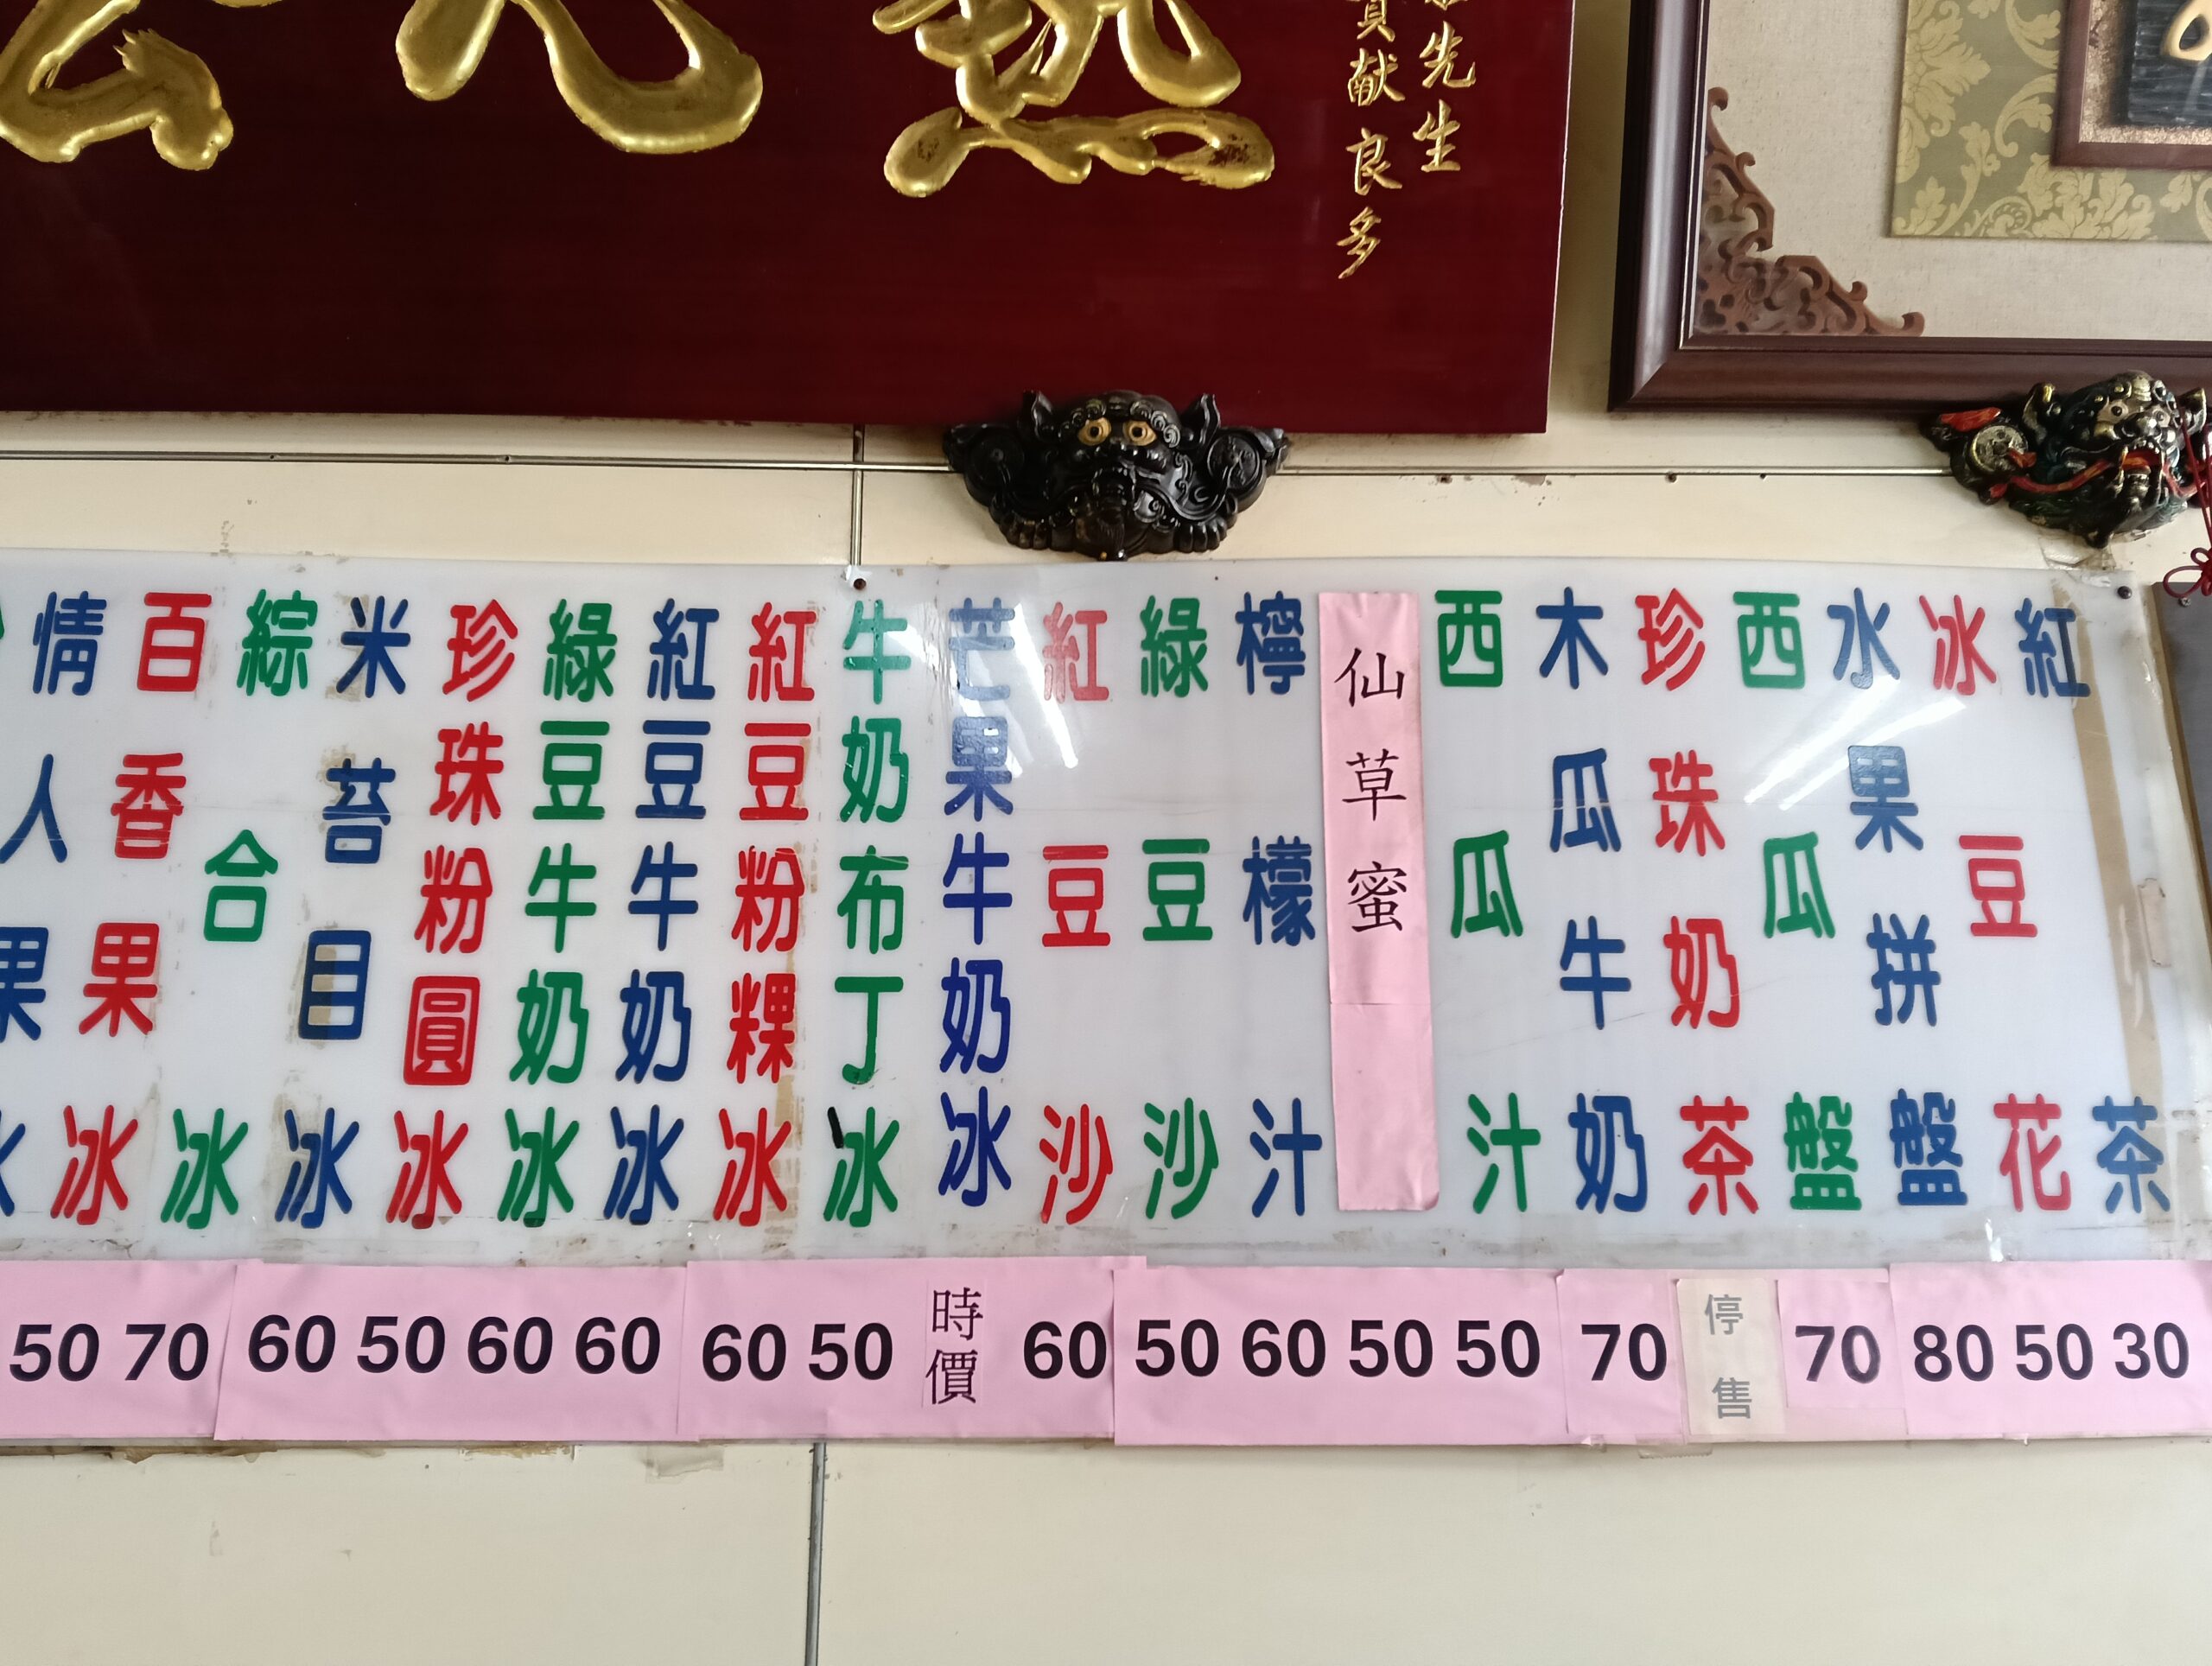 先生
献良多
紅茶
冰豆花
水果拼盤
西瓜盤
珍珠奶茶
木瓜牛奶
西瓜汁
仙草蜜
檸檬汁
綠豆沙
紅豆沙
芒果牛奶冰
牛奶布丁冰
紅豆粉粿冰
紅豆牛奶冰
綠豆牛奶冰
珍珠粉圓冰
米苔目冰
綜合冰
百香果冰
情人
50 70 60 50 60 60 60 50 時價 60 50 60 50 50 70 停售 70 80 50 30